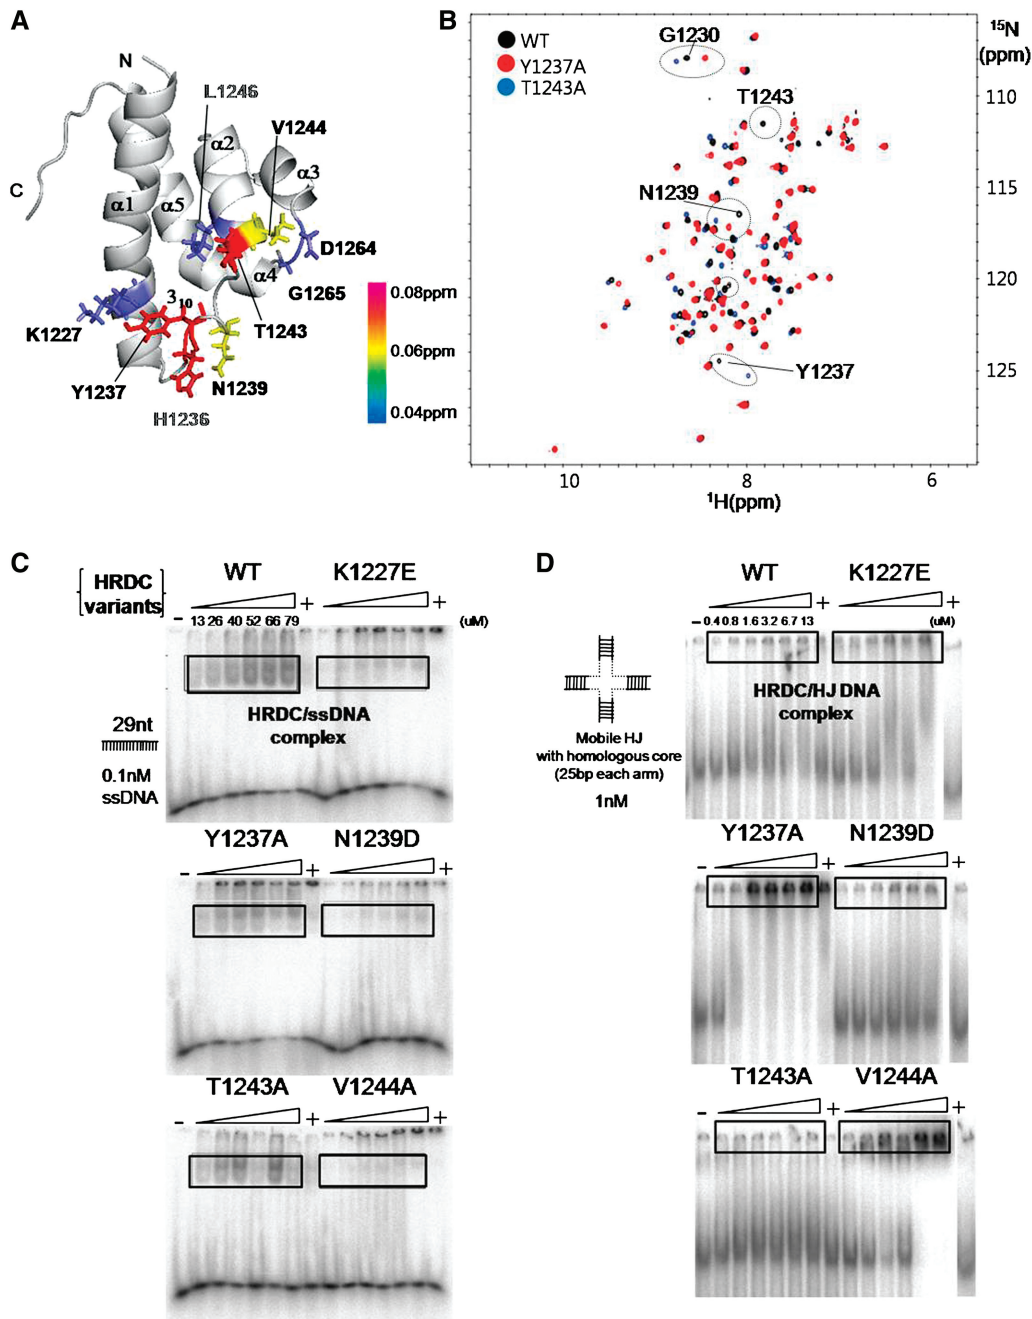 A
N
C
L1246
V1244
α2
α3
α1
α5
α4
D1264
G1265
3₁₀
K1227
T1243
Y1237
N1239
H1236
0.08ppm
0.06ppm
0.04ppm
B
WT
Y1237A
T1243A
G1230
T1243
N1239
Y1237
¹⁵N
(ppm)
110
115
120
125
10 8 6
¹H(ppm)
C
HRDC
variants
WT K1227E
+ +
− 13 26 40 52 66 79 (uM)
HRDC/ssDNA
complex
29nt
0.1nM
ssDNA
Y1237A N1239D
− + +
T1243A V1244A
− + +
D
WT K1227E
+ +
− 0.4 0.8 1.6 3.2 6.7 13 (uM)
HRDC/HJ DNA
complex
Mobile HJ
with homologous core
(25bp each arm)
1nM
Y1237A N1239D
− + +
T1243A V1244A
− + +